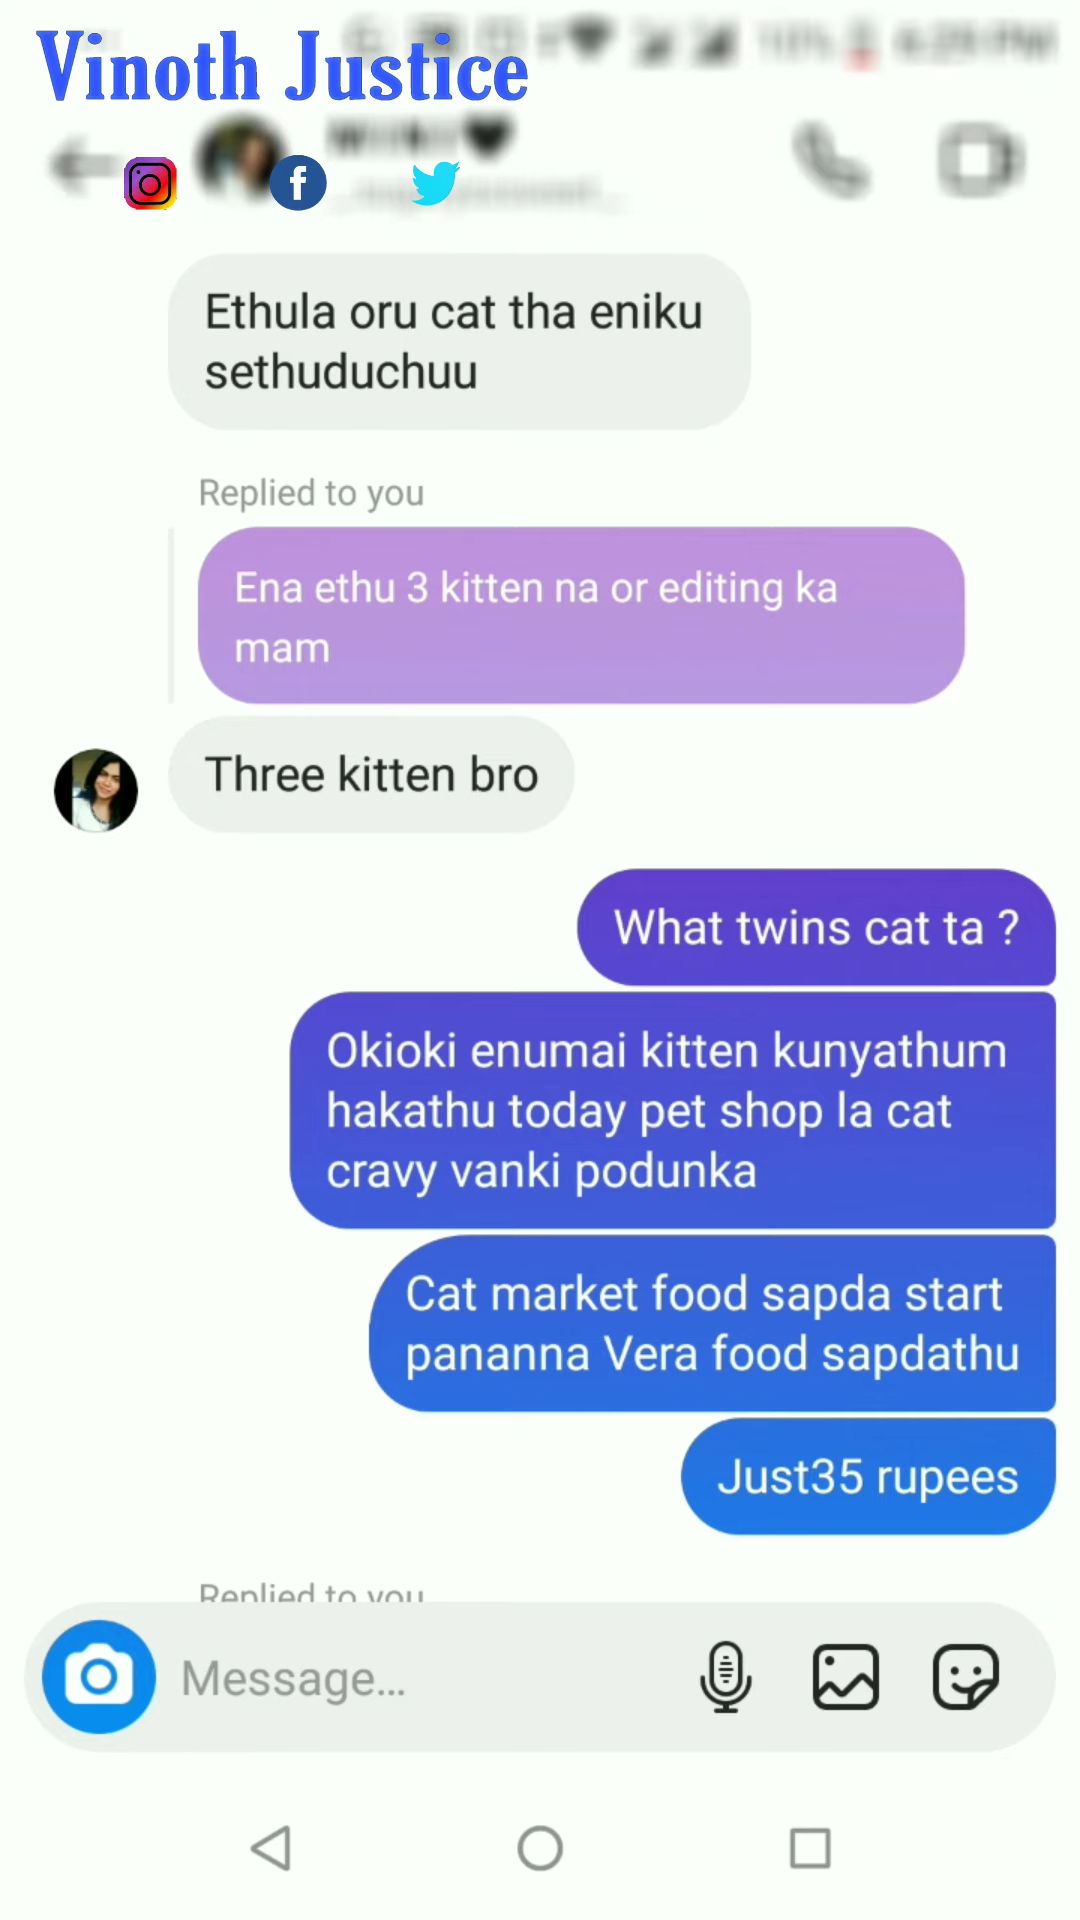 Vinoth Justice
Ethula oru cat tha eniku
sethuduchuu
Replied to you
Ena ethu 3 kitten na or editing ka
mam
Three kitten bro
What twins cat ta ?
Okioki enumai kitten kunyathum
hakathu today pet shop la cat
cravy vanki podunka
Cat market food sapda start
pananna Vera food sapdathu
Just35 rupees
Replied to you
Message...